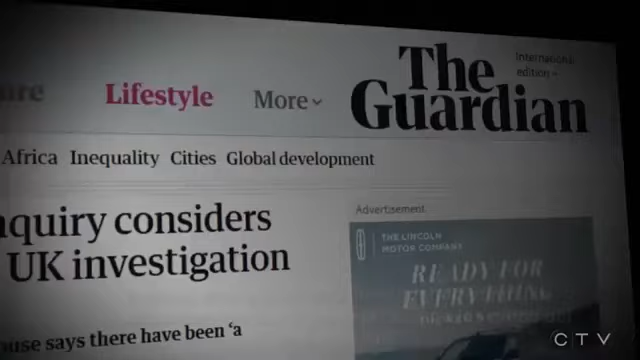 The
Guardian
International
edition
Lifestyle
More
Africa Inequality Cities Global development
Advertisement
nquiry considers
UK investigation
THE LINCOLN
MOTOR COMPANY
READY FOR
EVERYTHING
says there have been ‘a
CTV